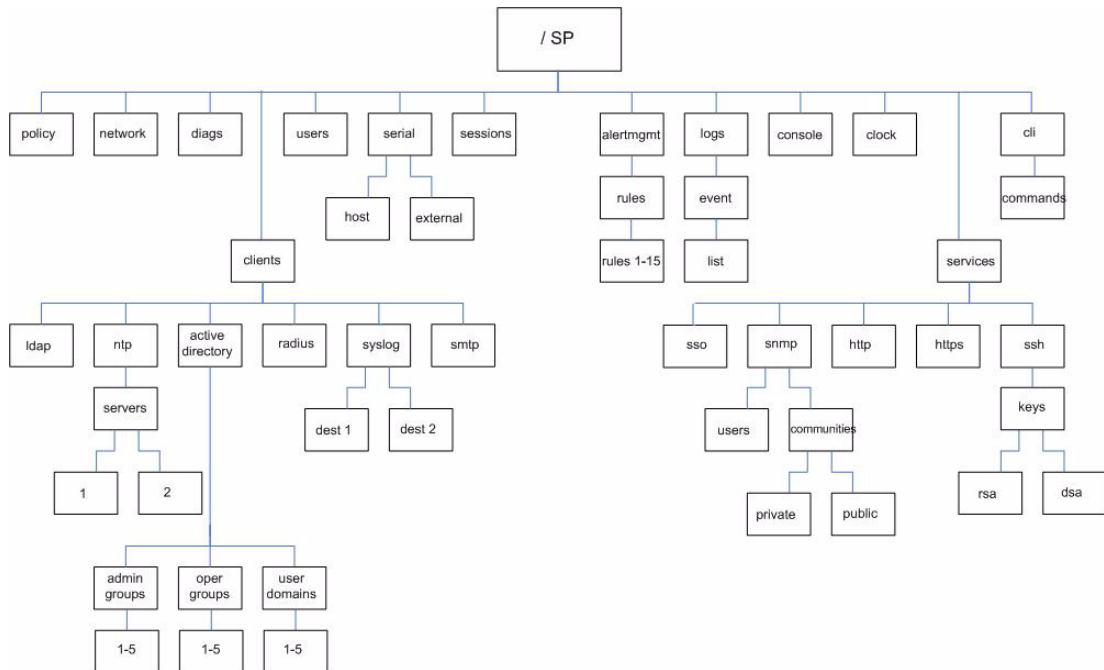 / SP
policy
network
diags
users
serial
sessions
alertmgmt
logs
console
clock
cli
host
external
rules
event
commands
clients
rules 1-15
list
services
ldap
ntp
active
directory
radius
syslog
smtp
sso
snmp
http
https
ssh
servers
dest 1
dest 2
users
communities
keys
1
2
private
public
rsa
dsa
admin
groups
oper
groups
user
domains
1-5
1-5
1-5